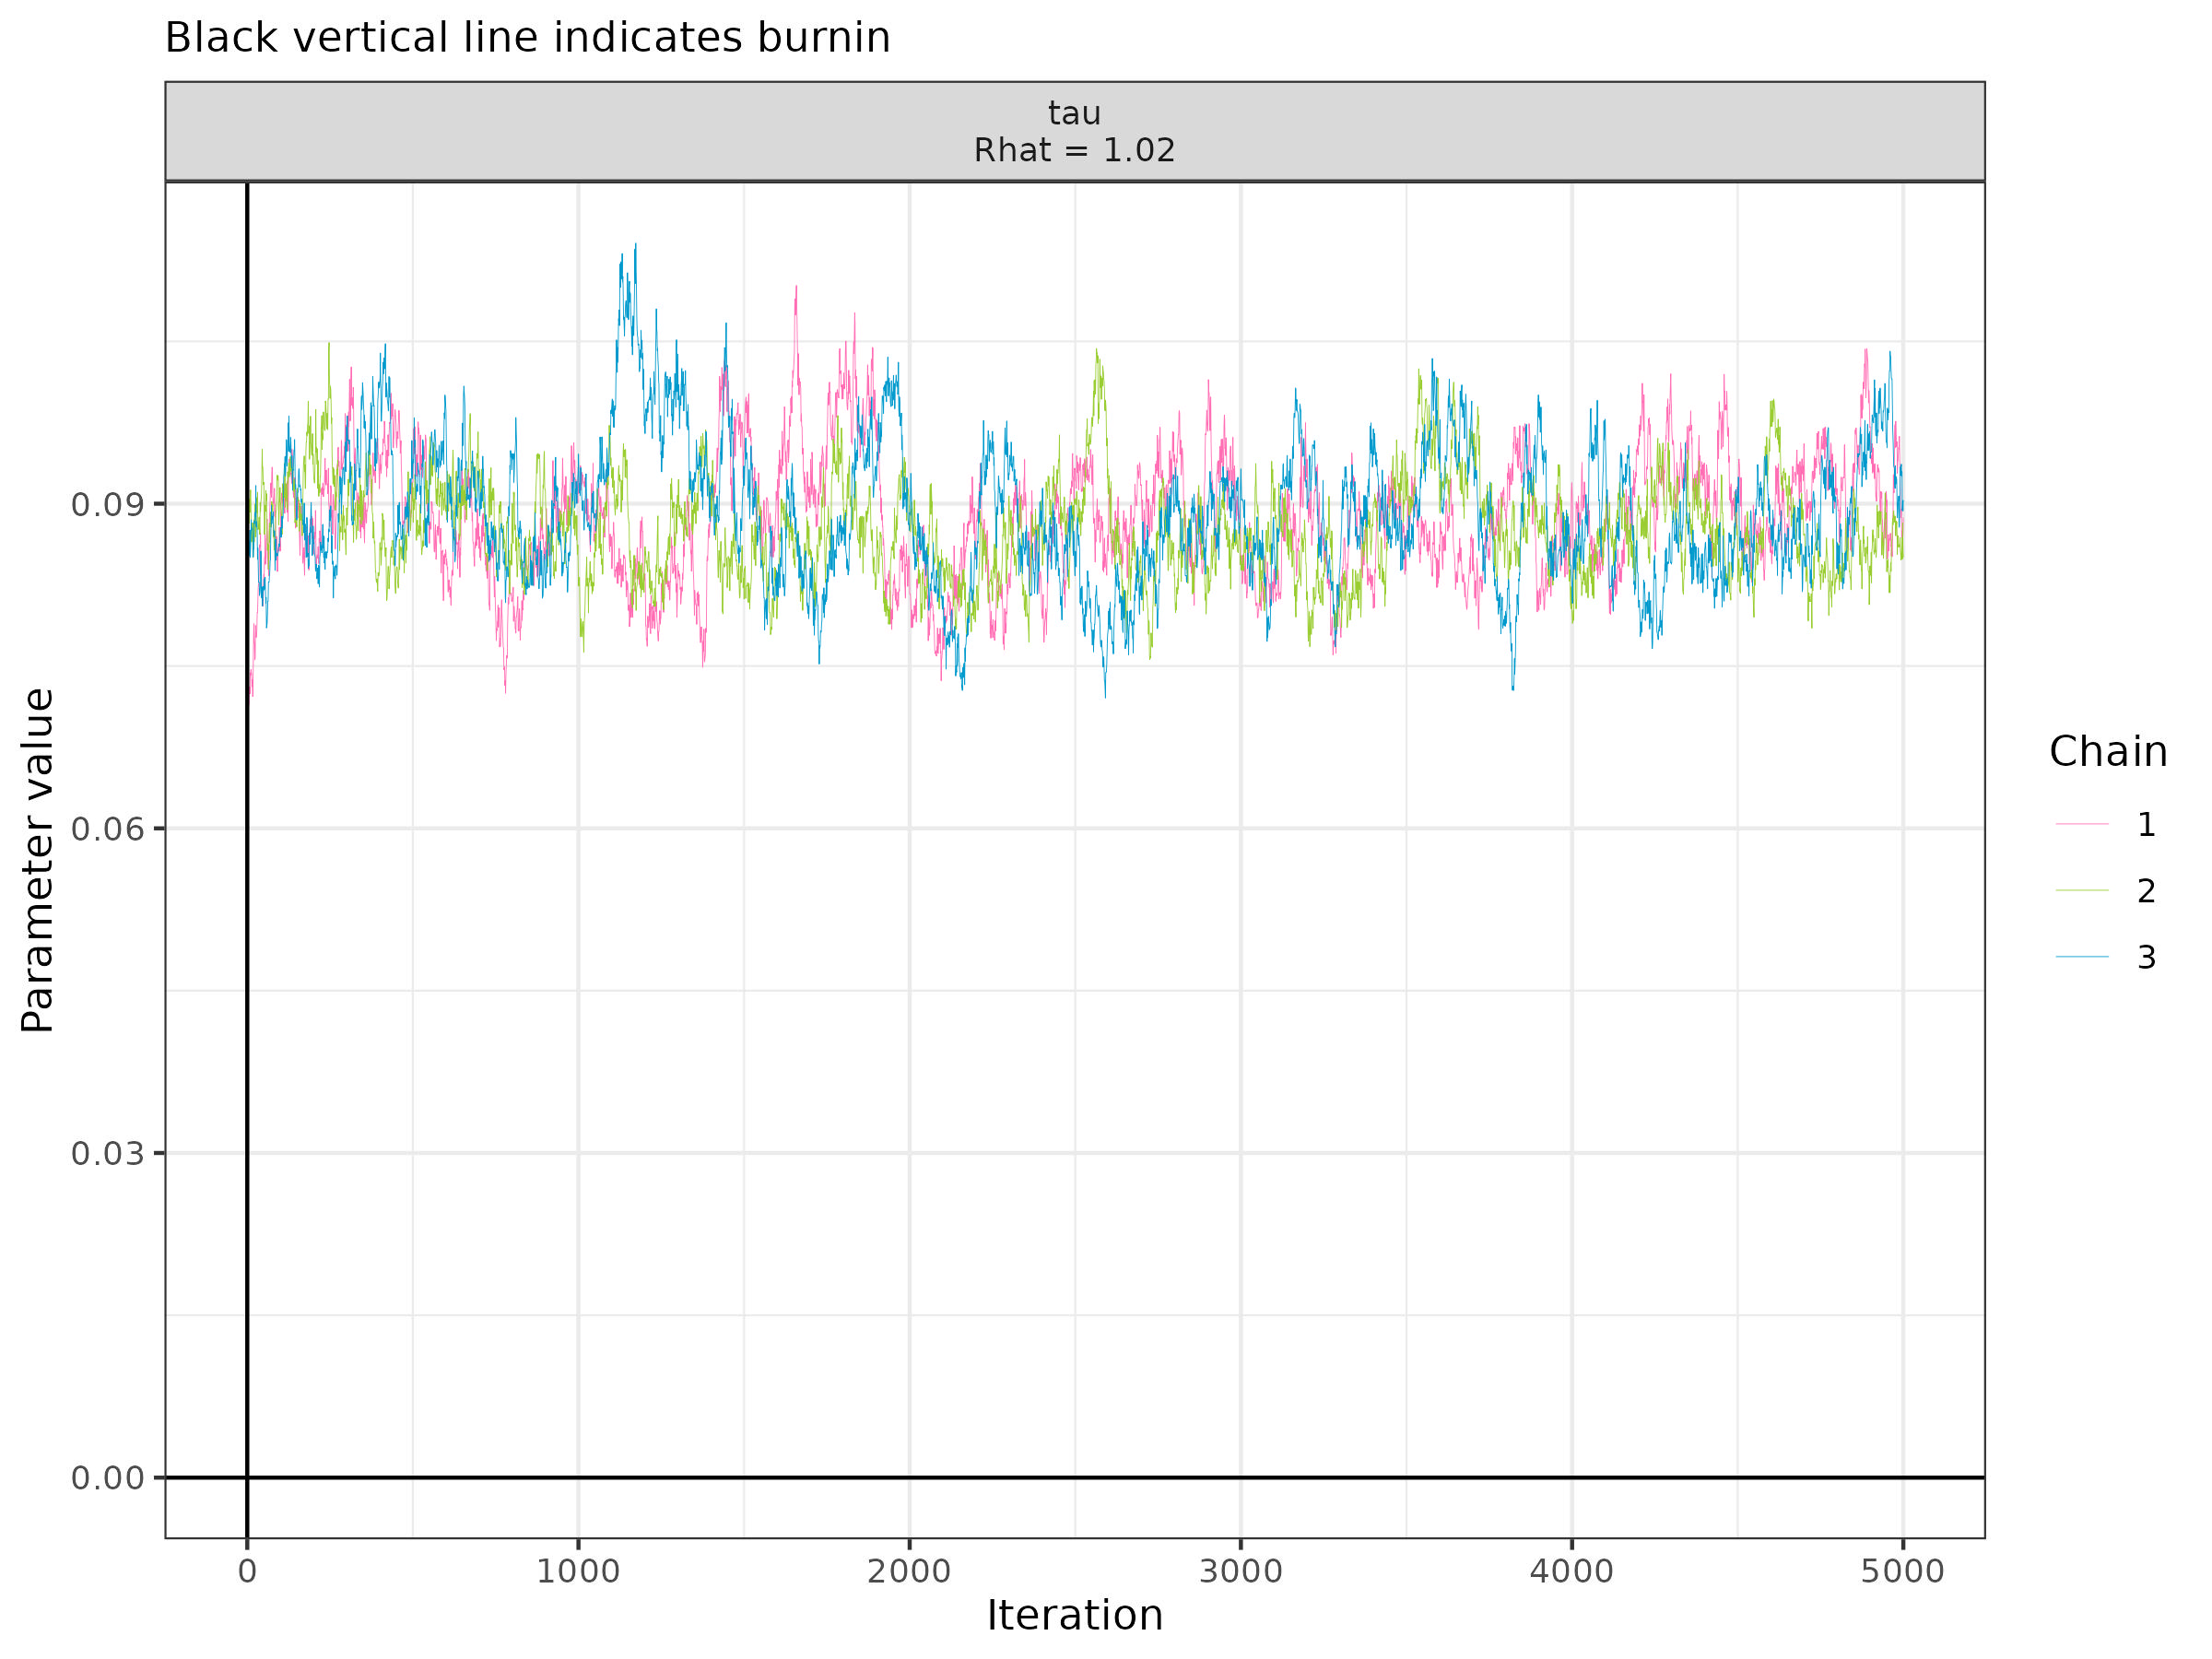 Black vertical line indicates burnin
tau
Rhat = 1.02
Parameter value
0.09
0.06
0.03
0.00
0 1000 2000 3000 4000 5000
Iteration
Chain
1
2
3